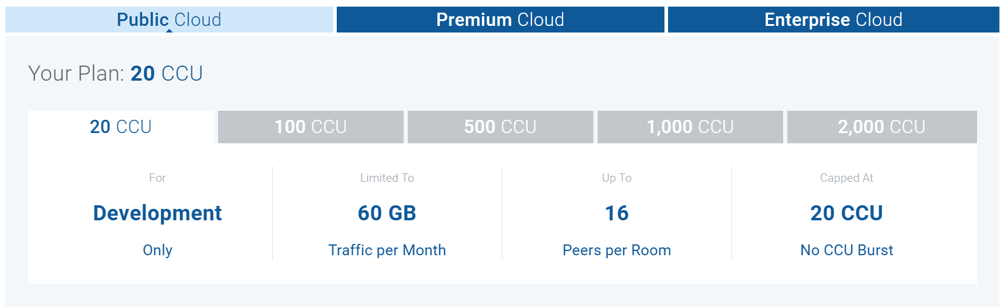 Public Cloud
Premium Cloud
Enterprise Cloud
Your Plan: 20 CCU
20 CCU
100 CCU
500 CCU
1,000 CCU
2,000 CCU
For
Development
Only
Limited To
60 GB
Traffic per Month
Up To
16
Peers per Room
Capped At
20 CCU
No CCU Burst